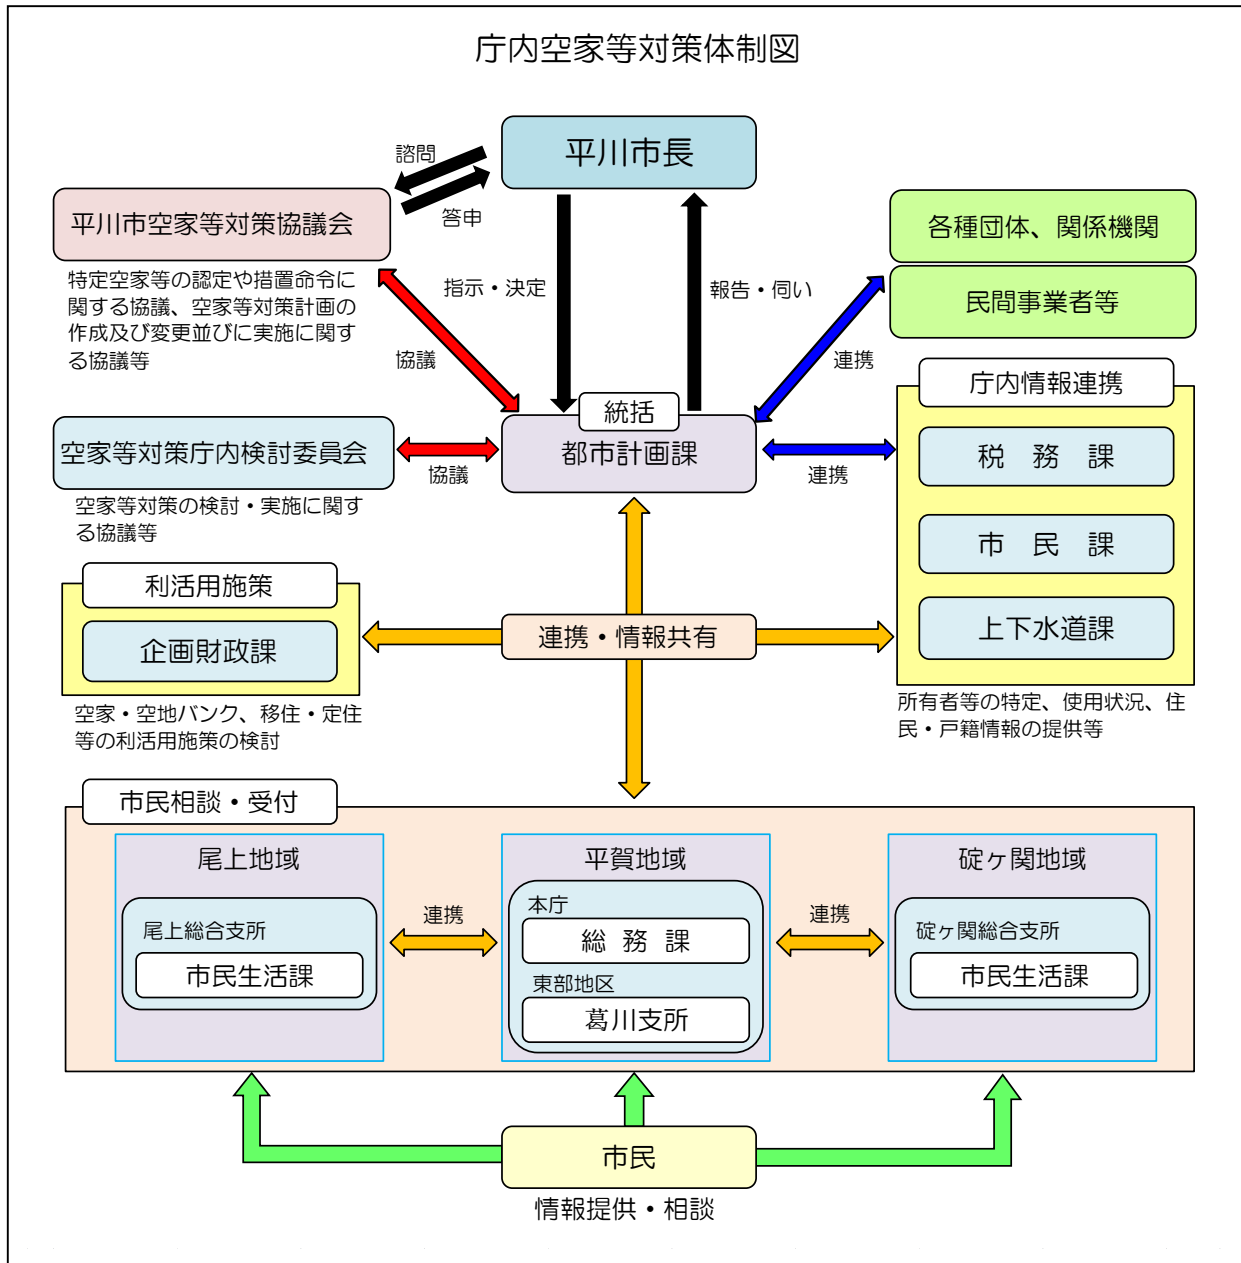 庁内空家等対策体制図
平川市長
諮問
答申
平川市空家等対策協議会
特定空家等の認定や措置命令に
関する協議、空家等対策計画の
作成及び変更並びに実施に関す
る協議等
指示・決定
報告・伺い
各種団体、関係機関
民間事業者等
協議
連携
統括
都市計画課
空家等対策庁内検討委員会
協議
連携
空家等対策の検討・実施に関す
る協議等
庁内情報連携
税　務　課
市　民　課
上下水道課
所有者等の特定、使用状況、住
民・戸籍情報の提供等
利活用施策
企画財政課
空家・空地バンク、移住・定住
等の利活用施策の検討
連携・情報共有
市民相談・受付
尾上地域
尾上総合支所
市民生活課
連携
平賀地域
本庁
総　務　課
東部地区
葛川支所
連携
碇ヶ関地域
碇ヶ関総合支所
市民生活課
市民
情報提供・相談